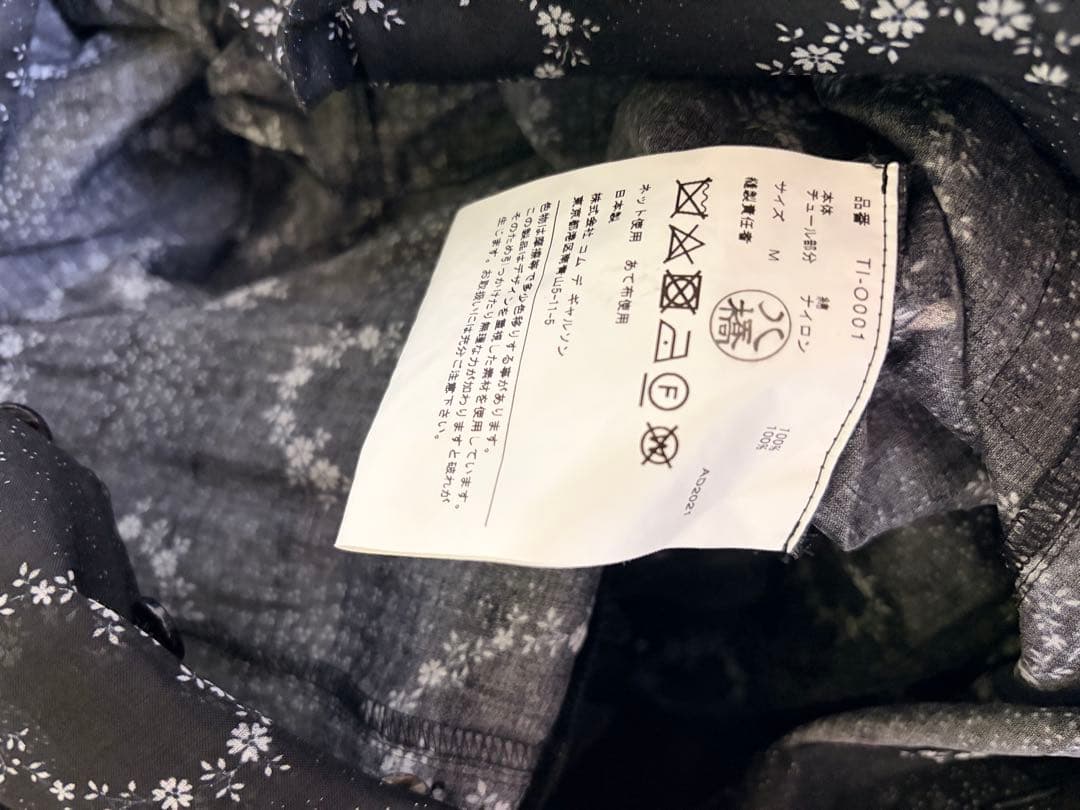 品番 TI-O001
本体 綿 100%
チュール部分 ナイロン 100%
サイズ M
縫製責任者 八橋
AD2021
F
W
ネット使用 あて布使用
日本製
株式会社 コム デ ギャルソン
東京都港区南青山5-11-5
色物は摩擦等で多少色移りする事があります。
この製品はデザインを重視した素材を使用しています。
そのため引っかけたり無理な力が加わりますと破れが
生じます。お取扱いには充分ご注意下さい。